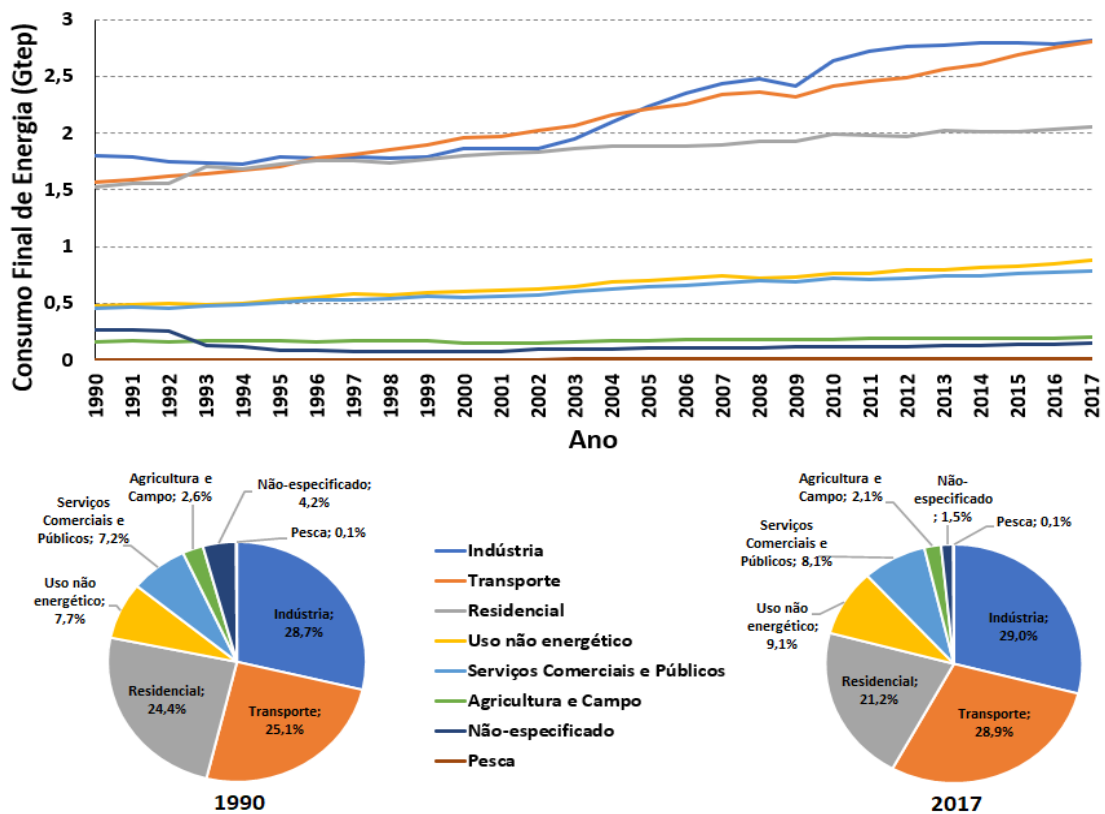 Consumo Final de Energia (Gtep)
3
2,5
2
1,5
1
0,5
0
1990
1991
1992
1993
1994
1995
1996
1997
1998
1999
2000
2001
2002
2003
2004
2005
2006
2007
2008
2009
2010
2011
2012
2013
2014
2015
2016
2017
Ano
Agricultura e
Campo; 2,6%
Não-especificado;
4,2%
Serviços
Comerciais e
Públicos; 7,2%
Pesca; 0,1%
Uso não
energético;
7,7%
Indústria;
28,7%
Residencial;
24,4%
Transporte;
25,1%
1990
Indústria
Transporte
Residencial
Uso não energético
Serviços Comerciais e Públicos
Agricultura e Campo
Não-especificado
Pesca
Agricultura e
Campo; 2,1%
Não-
especificado
; 1,5%
Serviços
Comerciais e
Públicos;
8,1%
Pesca; 0,1%
Uso não
energético;
9,1%
Indústria;
29,0%
Residencial;
21,2%
Transporte;
28,9%
2017